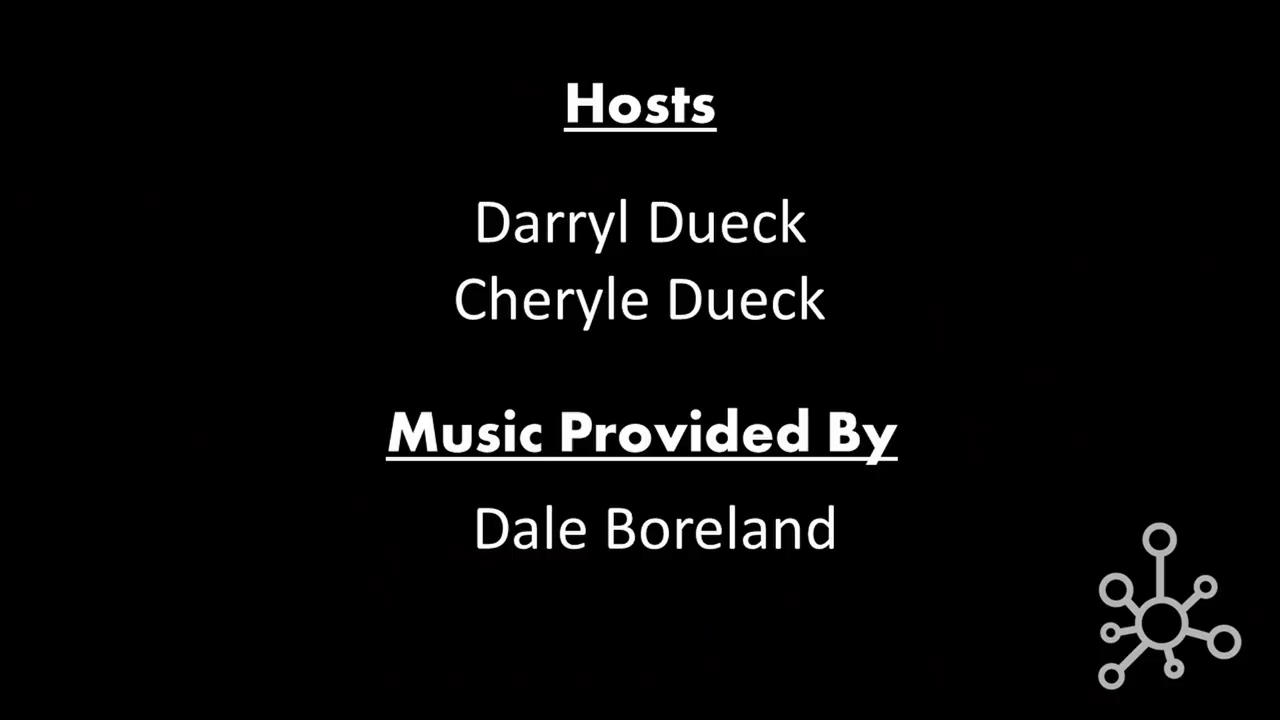 Hosts
Darryl Dueck
Cheryle Dueck
Music Provided By
Dale Boreland